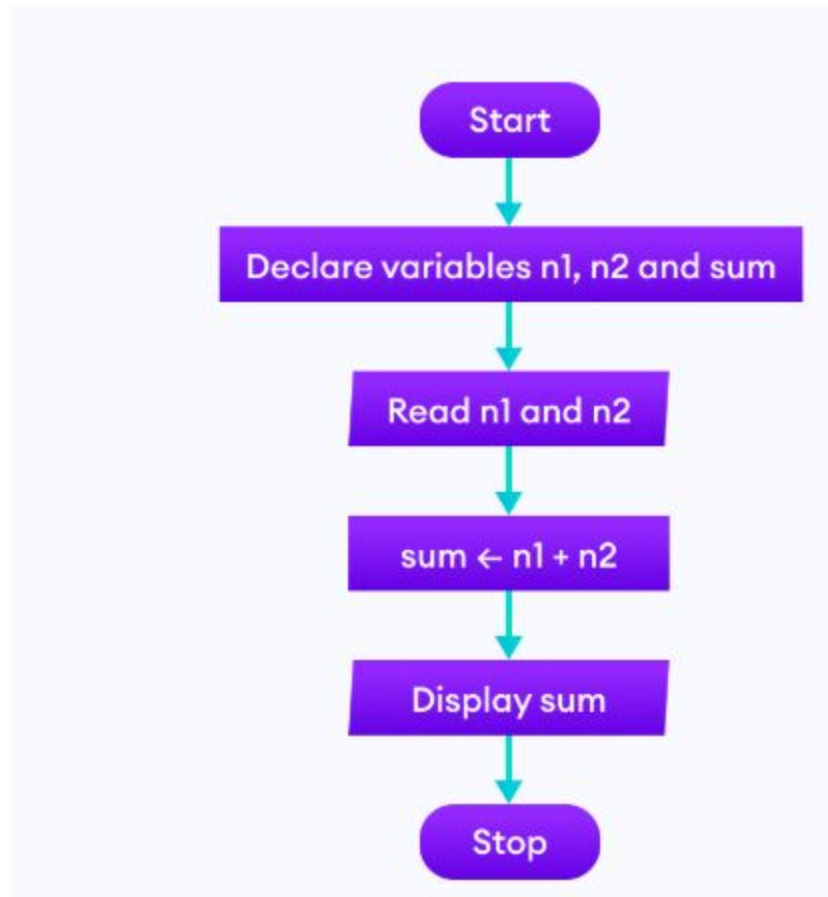 Start
Declare variables n1, n2 and sum
Read n1 and n2
sum ← n1 + n2
Display sum
Stop